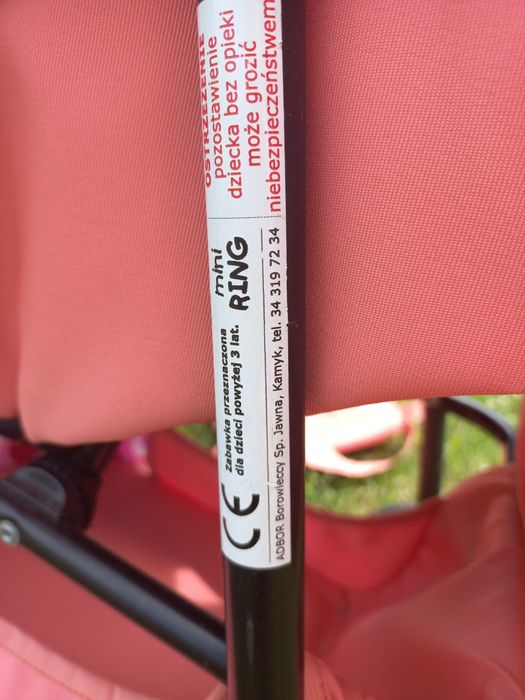 OSTRZEŻENIE
pozostawienie
dziecka bez opieki
może grozić
niebezpieczeństwem
mini
RING
CE Zabawka przeznaczona
dla dzieci powyżej 3 lat.
ADBOR Borowieccy Sp. Jawna, Kamyk, tel. 34 319 72 34